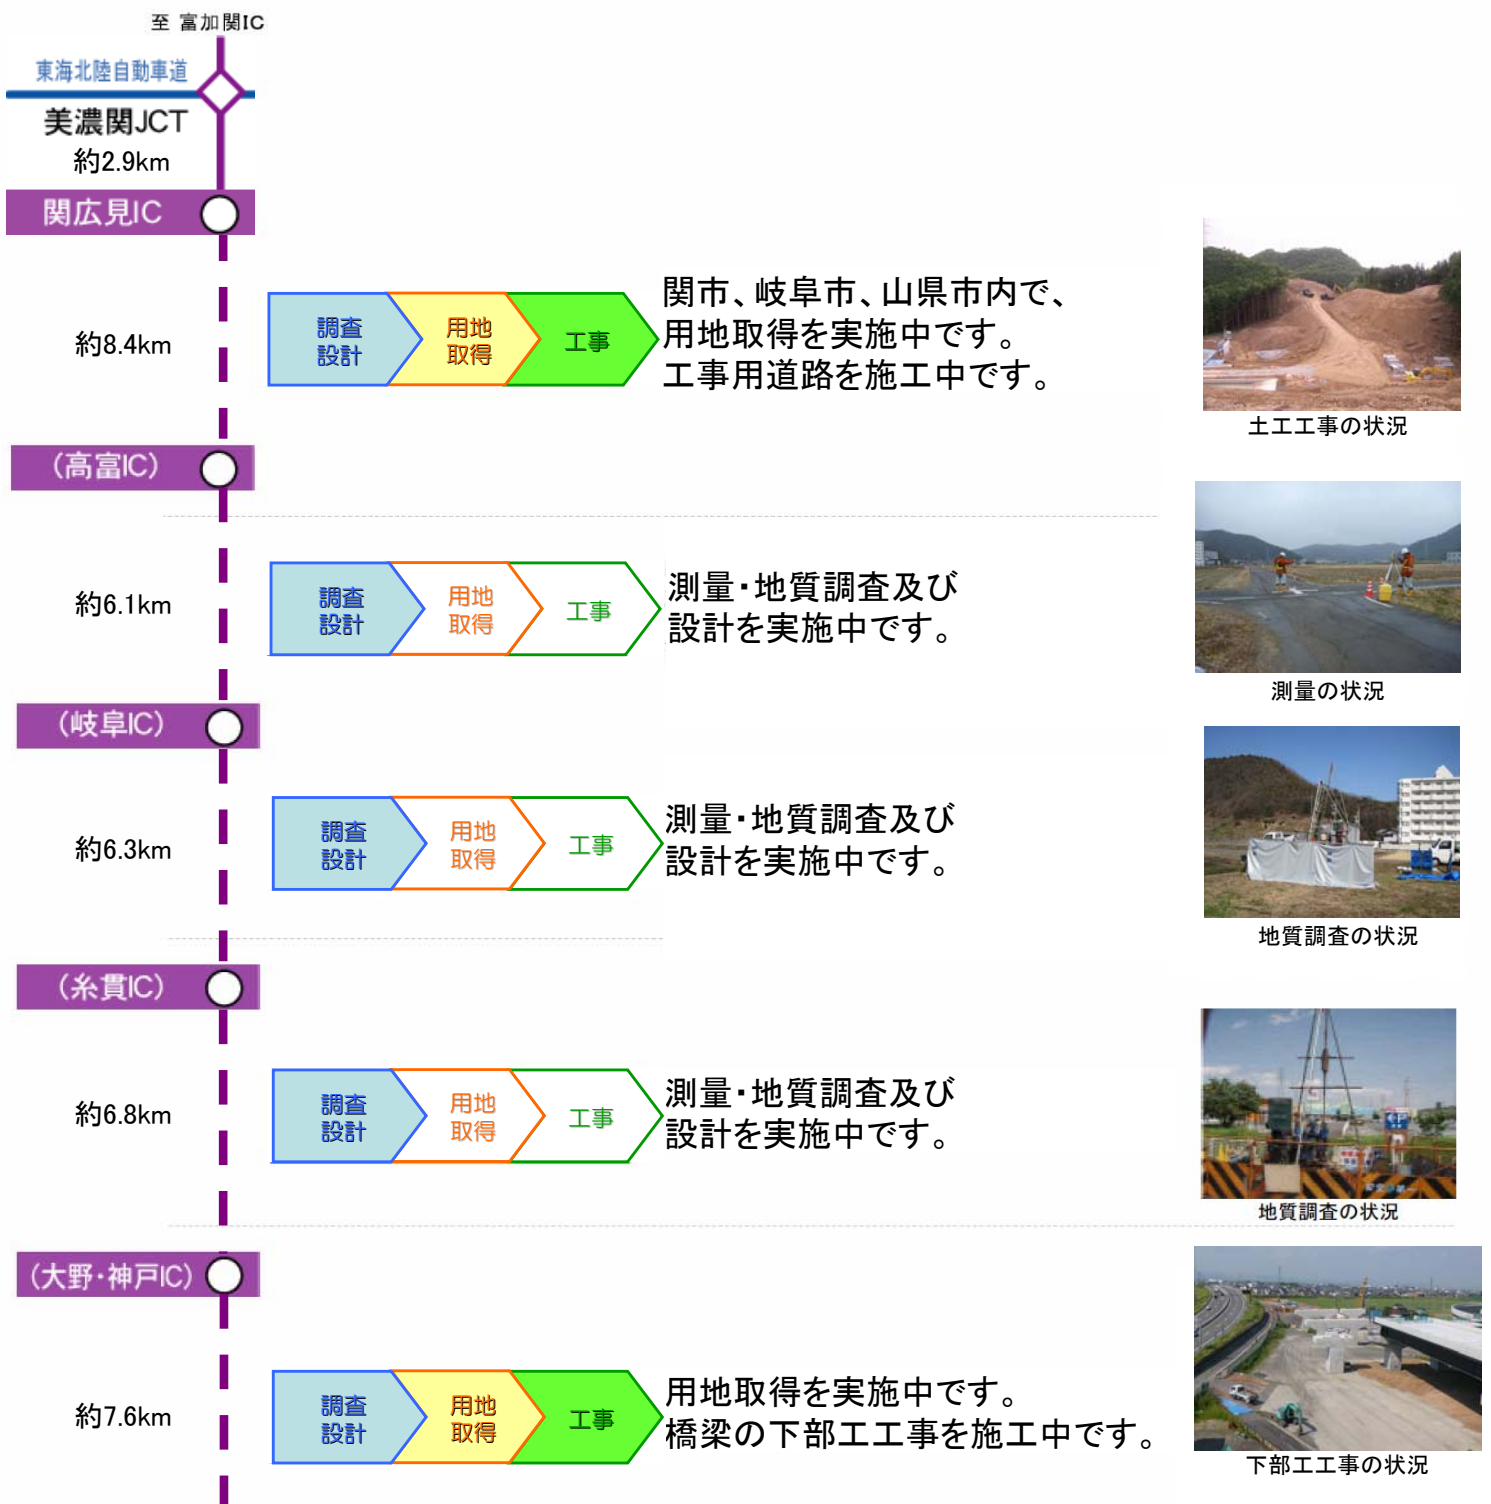 至 富加関IC
東海北陸自動車道
美濃関JCT
約2.9km
関広見IC
約8.4km
調査
設計
用地
取得
工事
関市、岐阜市、山県市内で、
用地取得を実施中です。
工事用道路を施工中です。
土工工事の状況
(高富IC)
約6.1km
調査
設計
用地
取得
工事
測量・地質調査及び
設計を実施中です。
測量の状況
(岐阜IC)
約6.3km
調査
設計
用地
取得
工事
測量・地質調査及び
設計を実施中です。
地質調査の状況
(糸貫IC)
約6.8km
調査
設計
用地
取得
工事
測量・地質調査及び
設計を実施中です。
地質調査の状況
(大野・神戸IC)
約7.6km
調査
設計
用地
取得
工事
用地取得を実施中です。
橋梁の下部工工事を施工中です。
下部工工事の状況